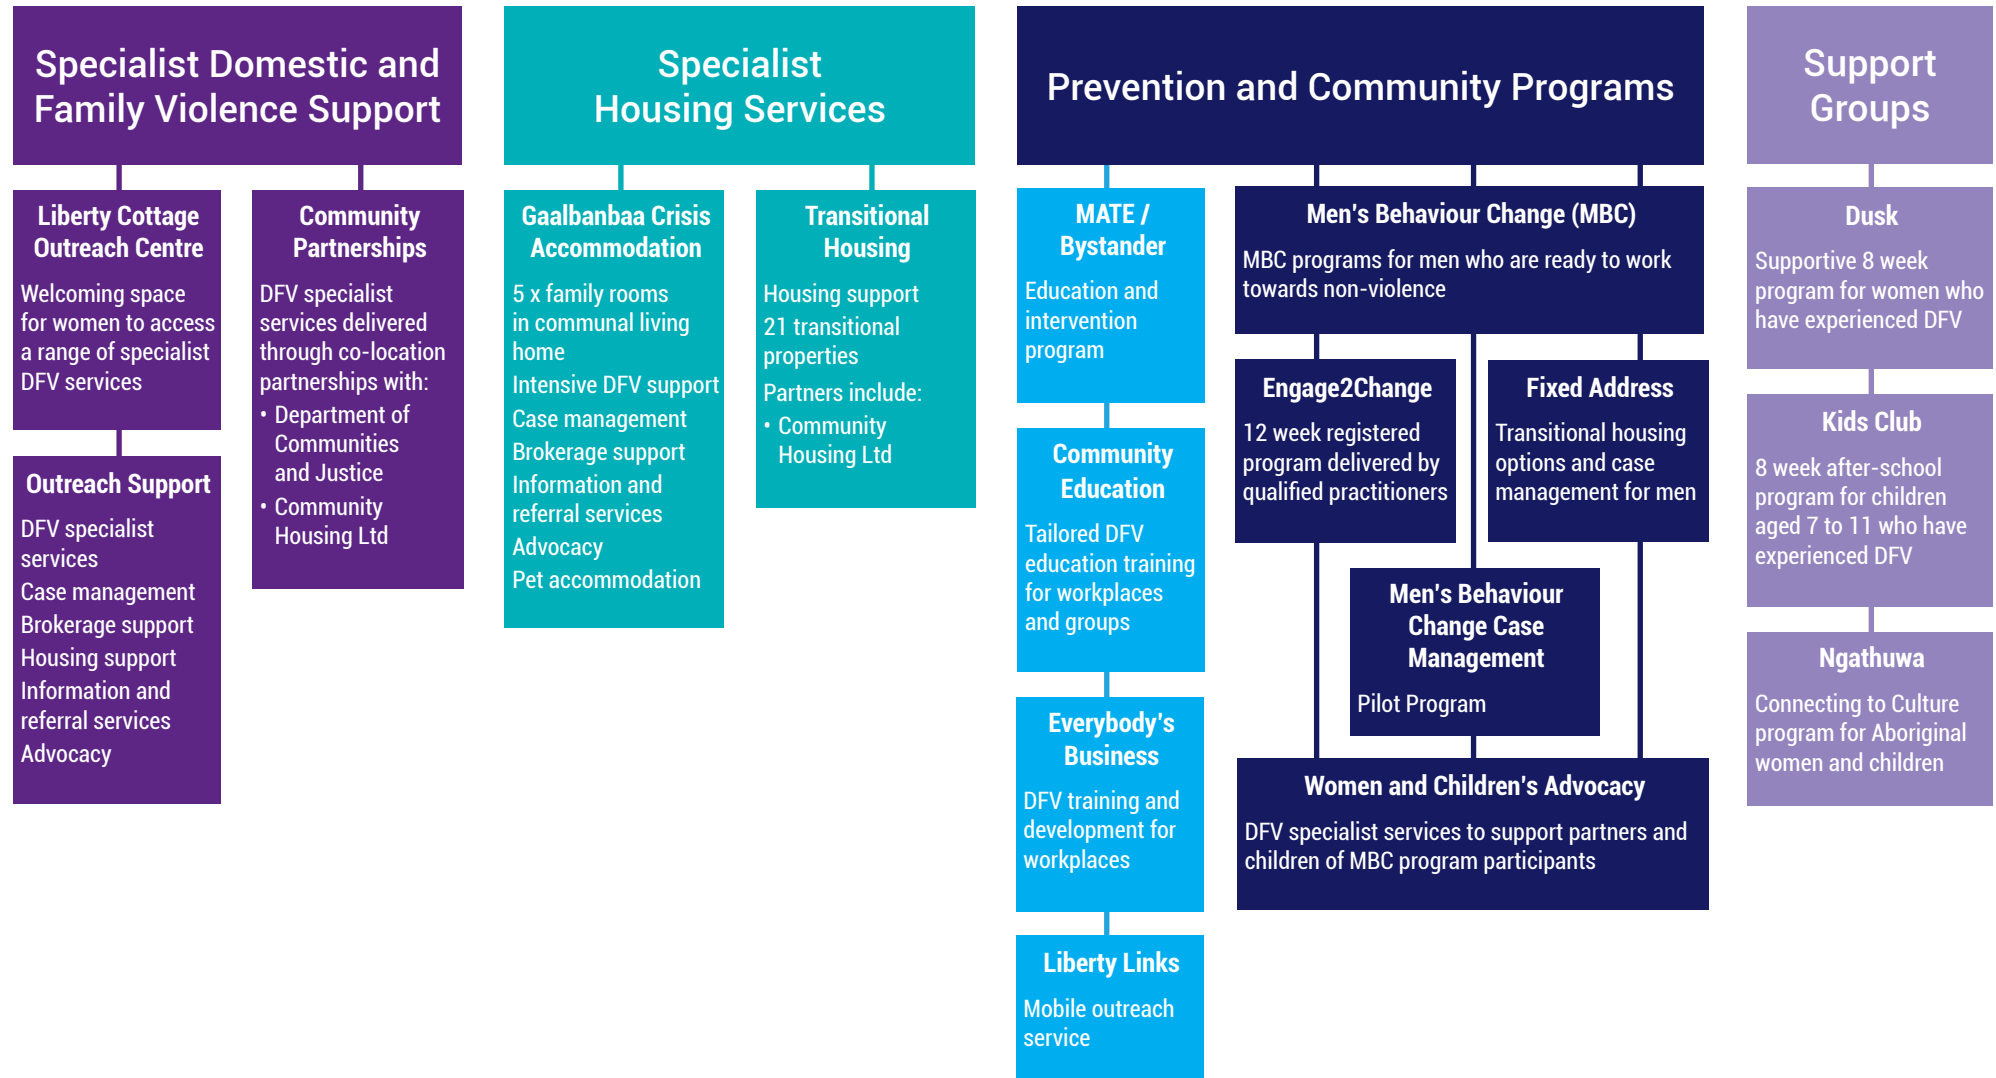 Specialist Domestic and
Family Violence Support
Liberty Cottage
Outreach Centre
Welcoming space
for women to access
a range of specialist
DFV services
Outreach Support
DFV specialist
services
Case management
Brokerage support
Housing support
Information and
referral services
Advocacy
Community
Partnerships
DFV specialist
services delivered
through co-location
partnerships with:
• Department of
Communities
and Justice
• Community
Housing Ltd
Specialist
Housing Services
Gaalbanbaa Crisis
Accommodation
5 x family rooms
in communal living
home
Intensive DFV support
Case management
Brokerage support
Information and
referral services
Advocacy
Pet accommodation
Transitional
Housing
Housing support
21 transitional
properties
Partners include:
• Community
Housing Ltd
Prevention and Community Programs
MATE /
Bystander
Education and
intervention
program
Community
Education
Tailored DFV
education training
for workplaces
and groups
Everybody's
Business
DFV training and
development for
workplaces
Liberty Links
Mobile outreach
service
Men's Behaviour Change (MBC)
MBC programs for men who are ready to work
towards non-violence
Engage2Change
12 week registered
program delivered by
qualified practitioners
Fixed Address
Transitional housing
options and case
management for men
Men's Behaviour
Change Case
Management
Pilot Program
Women and Children's Advocacy
DFV specialist services to support partners and
children of MBC program participants
Support
Groups
Dusk
Supportive 8 week
program for women who
have experienced DFV
Kids Club
8 week after-school
program for children
aged 7 to 11 who have
experienced DFV
Ngathuwa
Connecting to Culture
program for Aboriginal
women and children